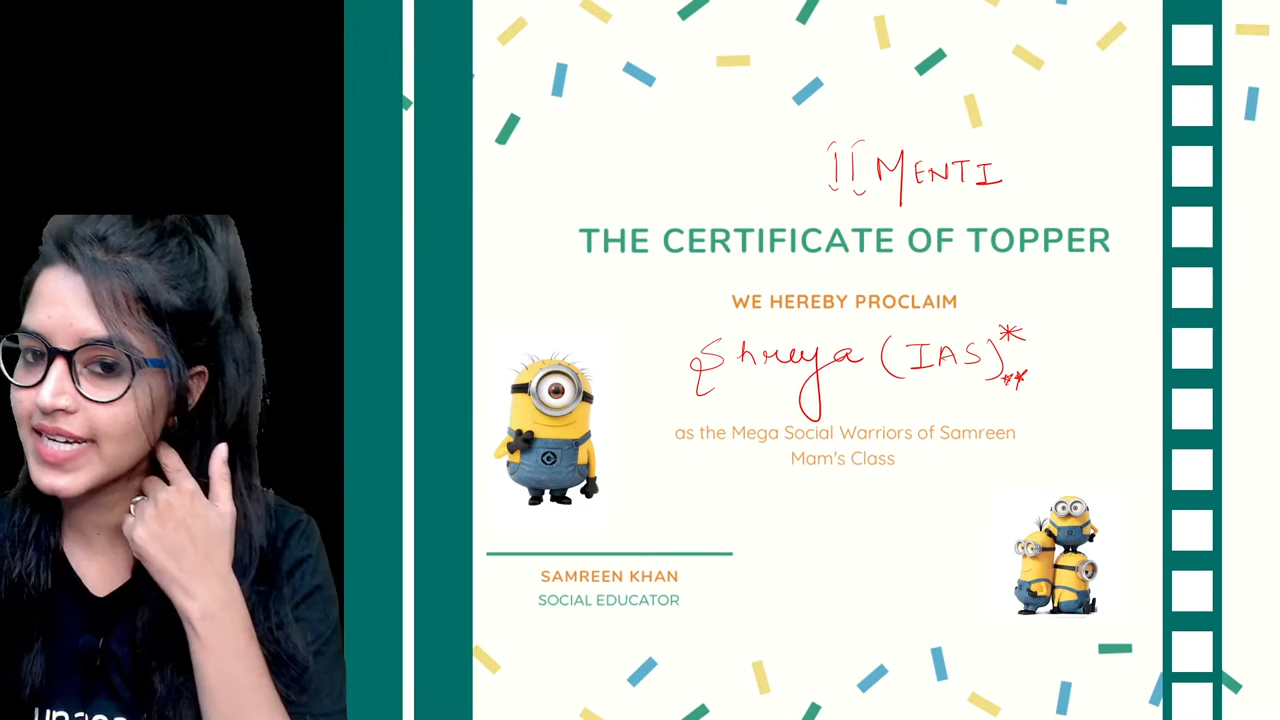 !! MENTI
THE CERTIFICATE OF TOPPER
WE HEREBY PROCLAIM
Shreya (IAS)***
as the Mega Social Warriors of Samreen
Mam's Class
SAMREEN KHAN
SOCIAL EDUCATOR